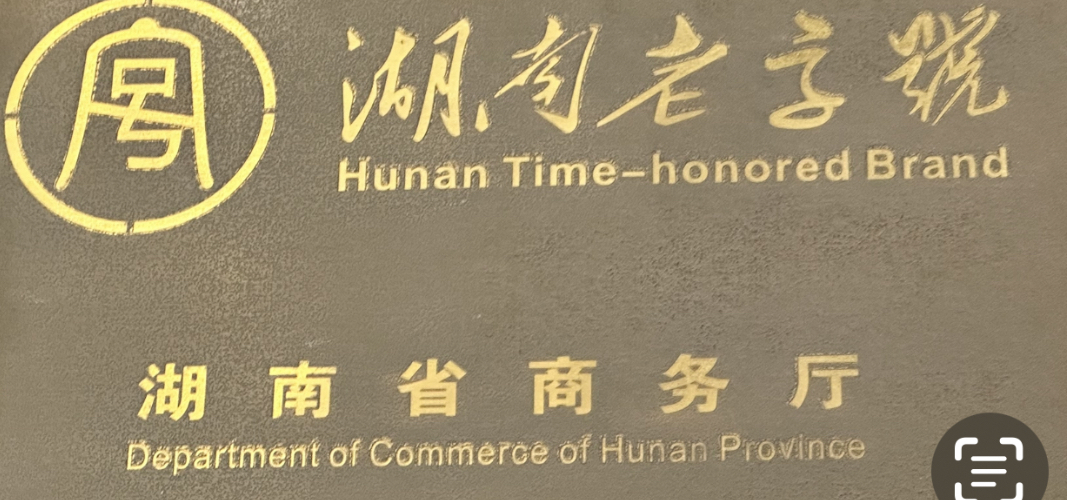 湖南老字號
Hunan Time-honored Brand
湖南省商务厅
Department of Commerce of Hunan Province